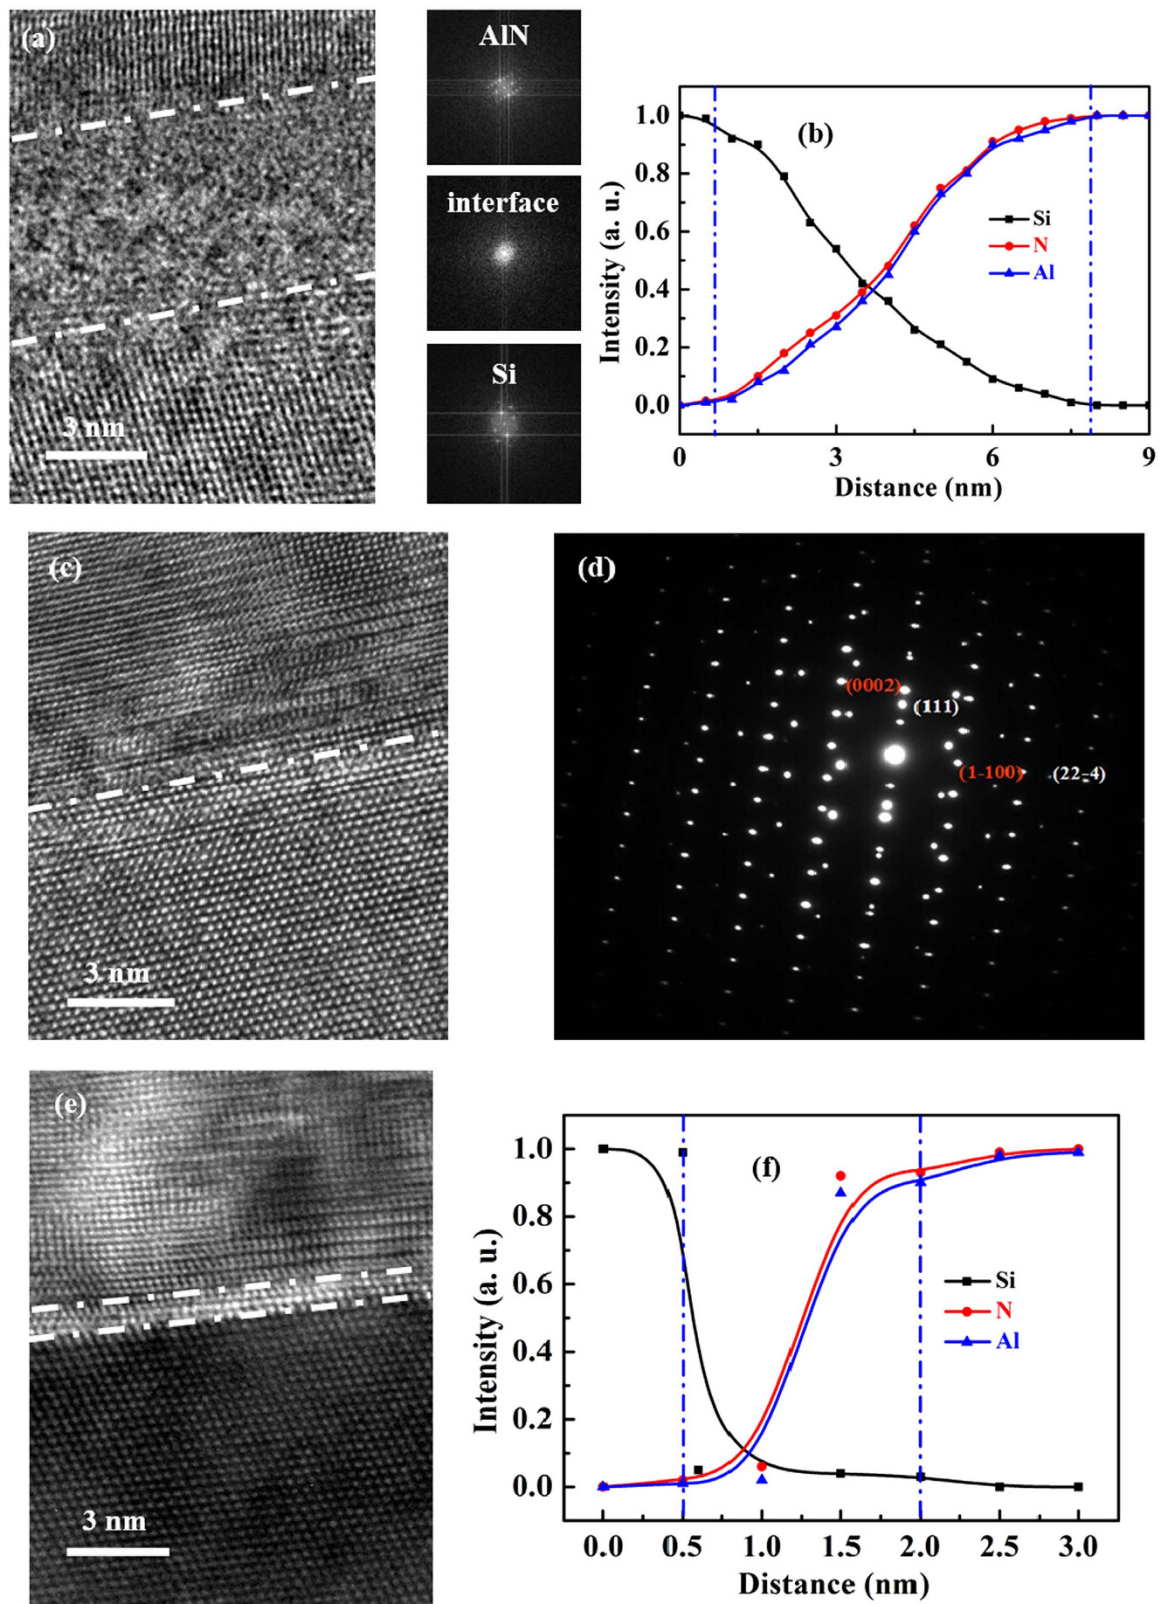 (a)
3 nm
AlN
interface
Si
(b)
Intensity (a. u.)
1.0
0.8
0.6
0.4
0.2
0.0
Si
N
Al
0 3 6 9
Distance (nm)
(c)
3 nm
(d)
(0002)
(111)
(1-100)
(22-4)
(e)
3 nm
(f)
Intensity (a. u.)
1.0
0.8
0.6
0.4
0.2
0.0
Si
N
Al
0.0 0.5 1.0 1.5 2.0 2.5 3.0
Distance (nm)